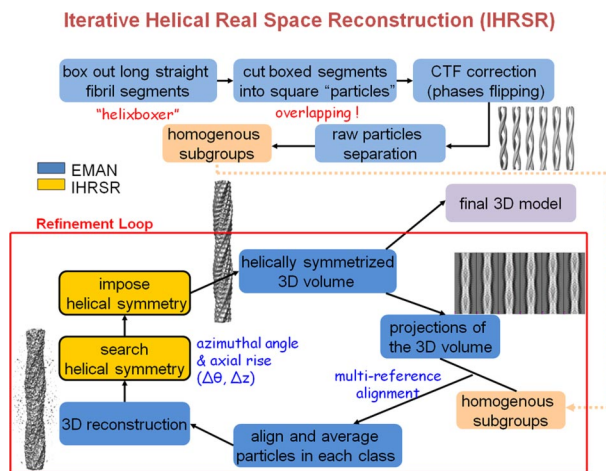 Iterative Helical Real Space Reconstruction (IHRSR)
box out long straight
fibril segments
cut boxed segments
into square “particles”
CTF correction
(phases flipping)
“helixboxer”
overlapping !
homogenous
subgroups
raw particles
separation
EMAN
IHRSR
final 3D model
Refinement Loop
impose
helical symmetry
helically symmetrized
3D volume
search
helical symmetry
azimuthal angle
& axial rise
(Δθ, Δz)
projections of
the 3D volume
multi-reference
alignment
homogenous
subgroups
3D reconstruction
align and average
particles in each class